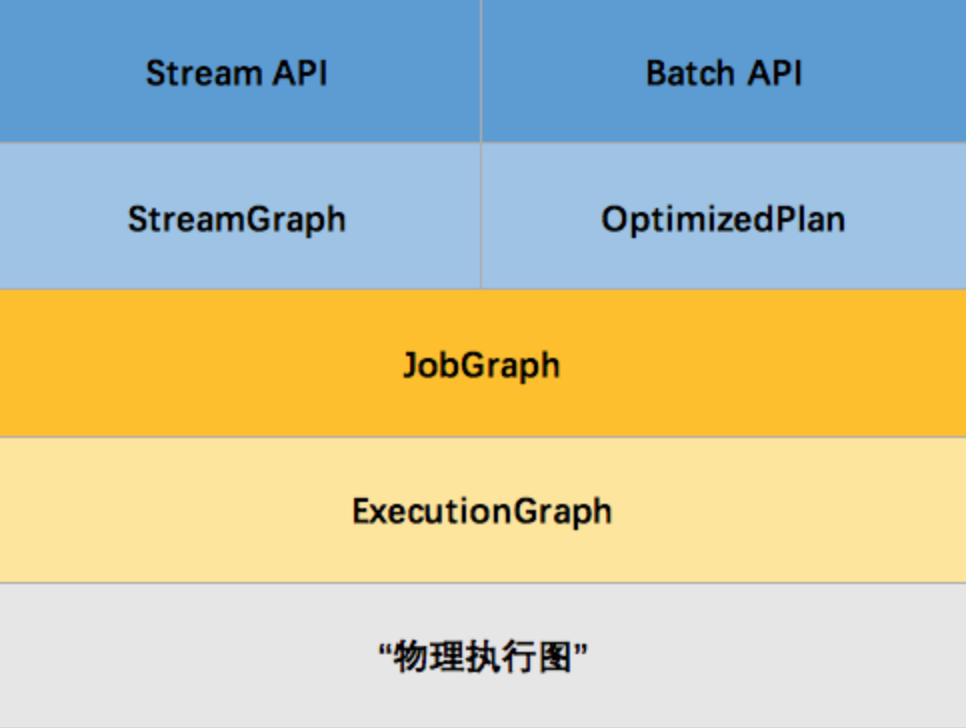 Stream API
Batch API
StreamGraph
OptimizedPlan
JobGraph
ExecutionGraph
“物理执行图”